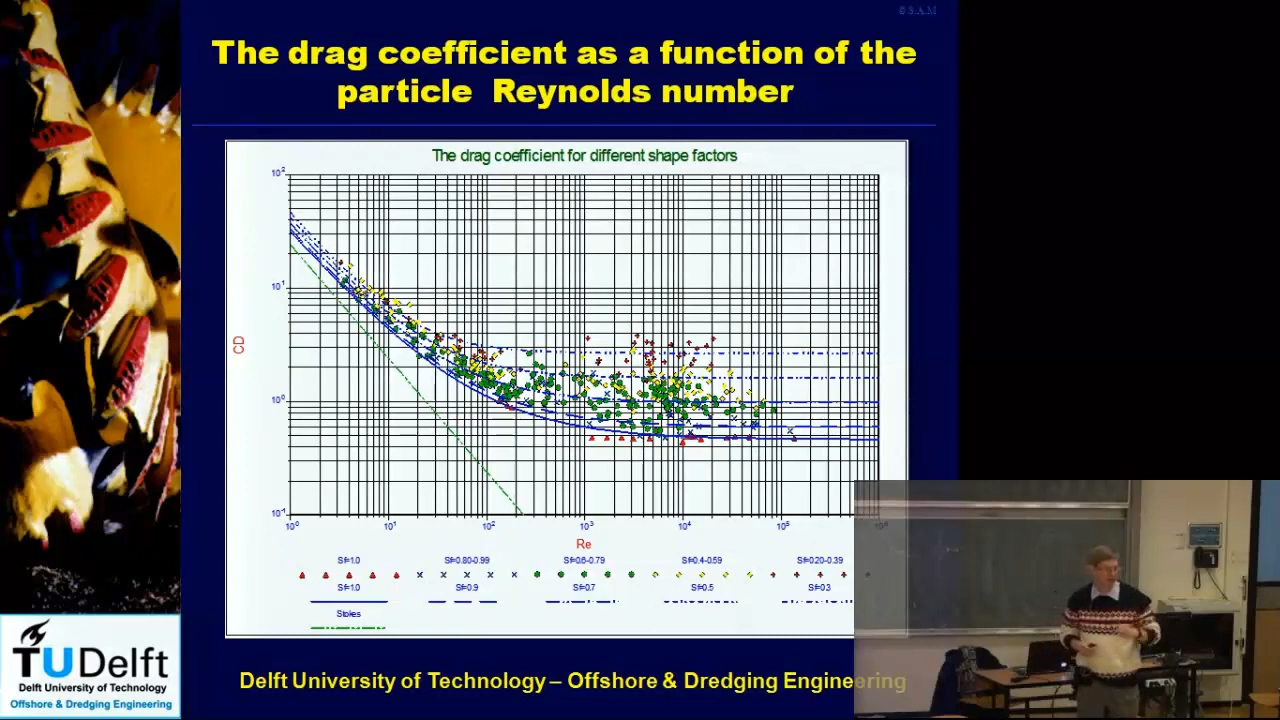 © S.A.M
The drag coefficient as a function of the
particle Reynolds number
The drag coefficient for different shape factors
10²
10¹
10⁰
10⁻¹
CD
10⁰ 10¹ 10² 10³ 10⁴ 10⁵ 10⁶
Re
Sf=1.0 Sf=0.80-0.99 Sf=0.6-0.79 Sf=0.4-0.59 Sf=0.20-0.39
Sf=1.0 Sf=0.9 Sf=0.7 Sf=0.5 Sf=0.3
Stokes
TU Delft
Delft University of Technology
Offshore & Dredging Engineering
Delft University of Technology – Offshore & Dredging Engineering